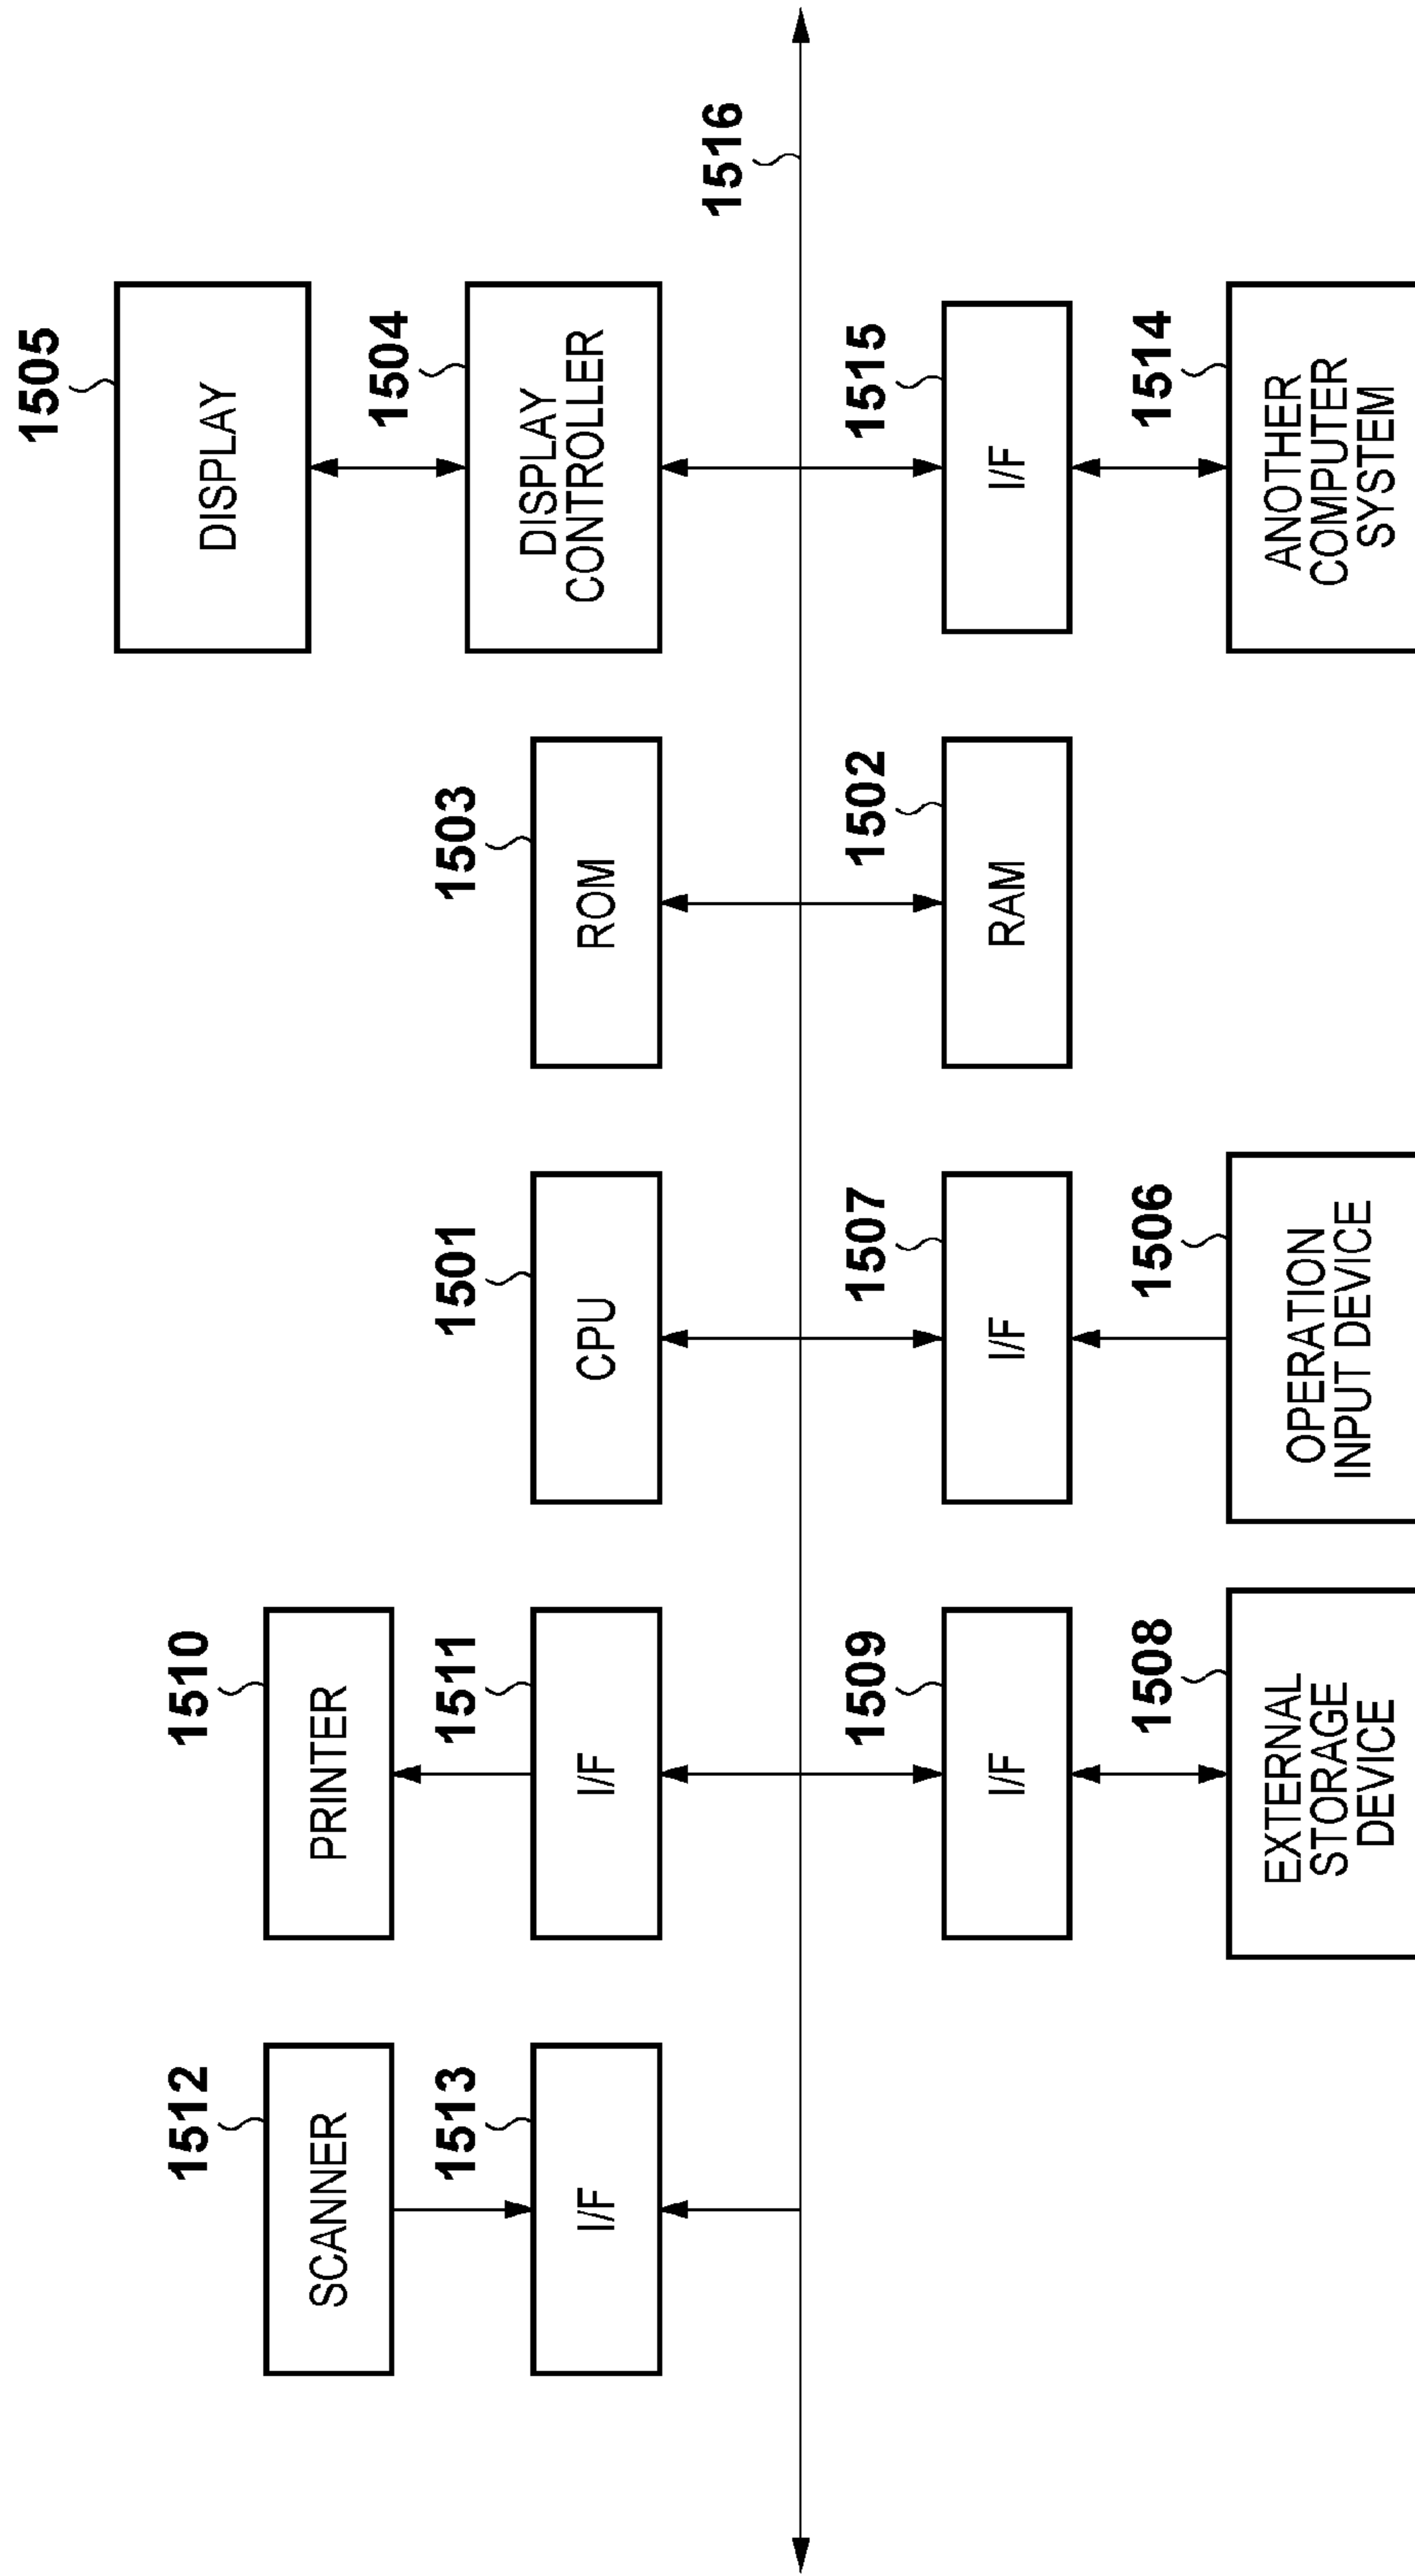 1505
DISPLAY
1512
SCANNER
1510
PRINTER
1504
DISPLAY
CONTROLLER
1513
I/F
1511
I/F
1501
CPU
1503
ROM
1516
1509
I/F
1507
I/F
1502
RAM
1515
I/F
1508
EXTERNAL
STORAGE
DEVICE
1506
OPERATION
INPUT DEVICE
1514
ANOTHER
COMPUTER
SYSTEM